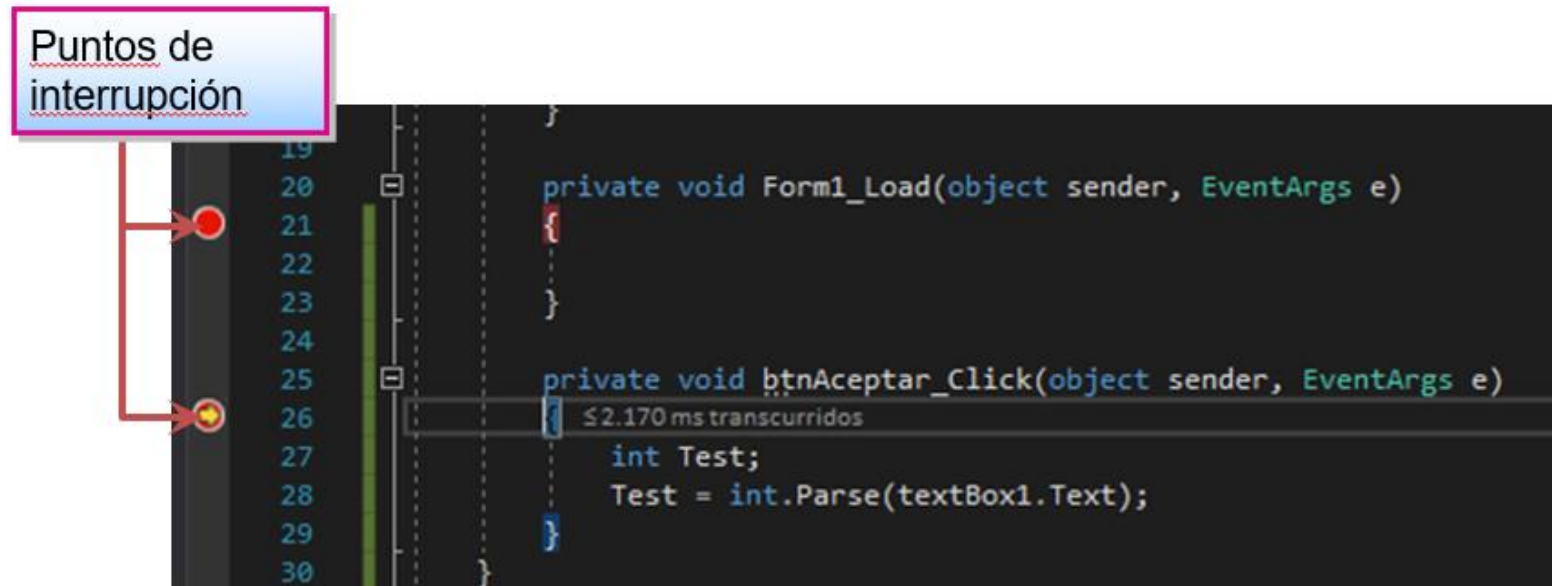 Puntos de
interrupción
}
19
20 private void Form1_Load(object sender, EventArgs e)
21 {
22
23 }
24
25 private void btnAceptar_Click(object sender, EventArgs e)
26 { ≤2.170 ms transcurridos
27 int Test;
28 Test = int.Parse(textBox1.Text);
29 }
30 }